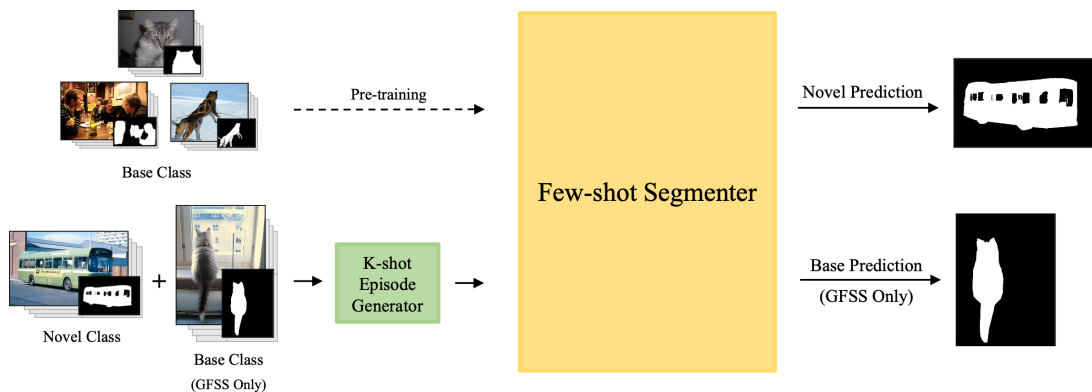 Base Class
Pre-training
Few-shot Segmenter
Novel Prediction
Novel Class
+
Base Class
(GFSS Only)
K-shot
Episode
Generator
Base Prediction
(GFSS Only)